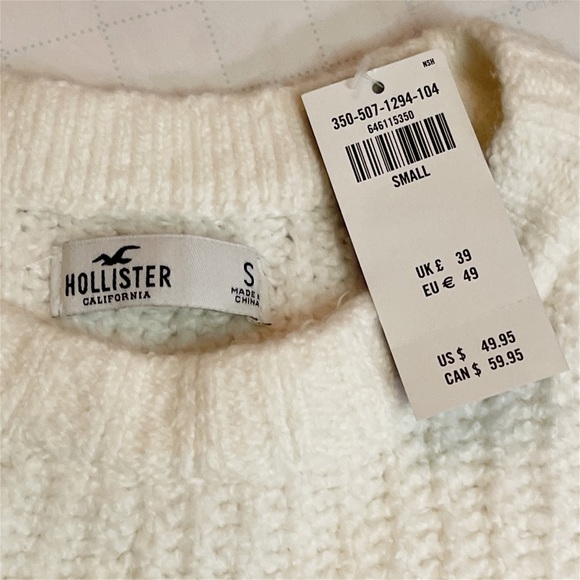 NSH
350-507-1294-104
646115350
SMALL
UK £ 39
EU € 49
US $ 49.95
CAN $ 59.95
HOLLISTER
CALIFORNIA
S
MADE IN
CHINA